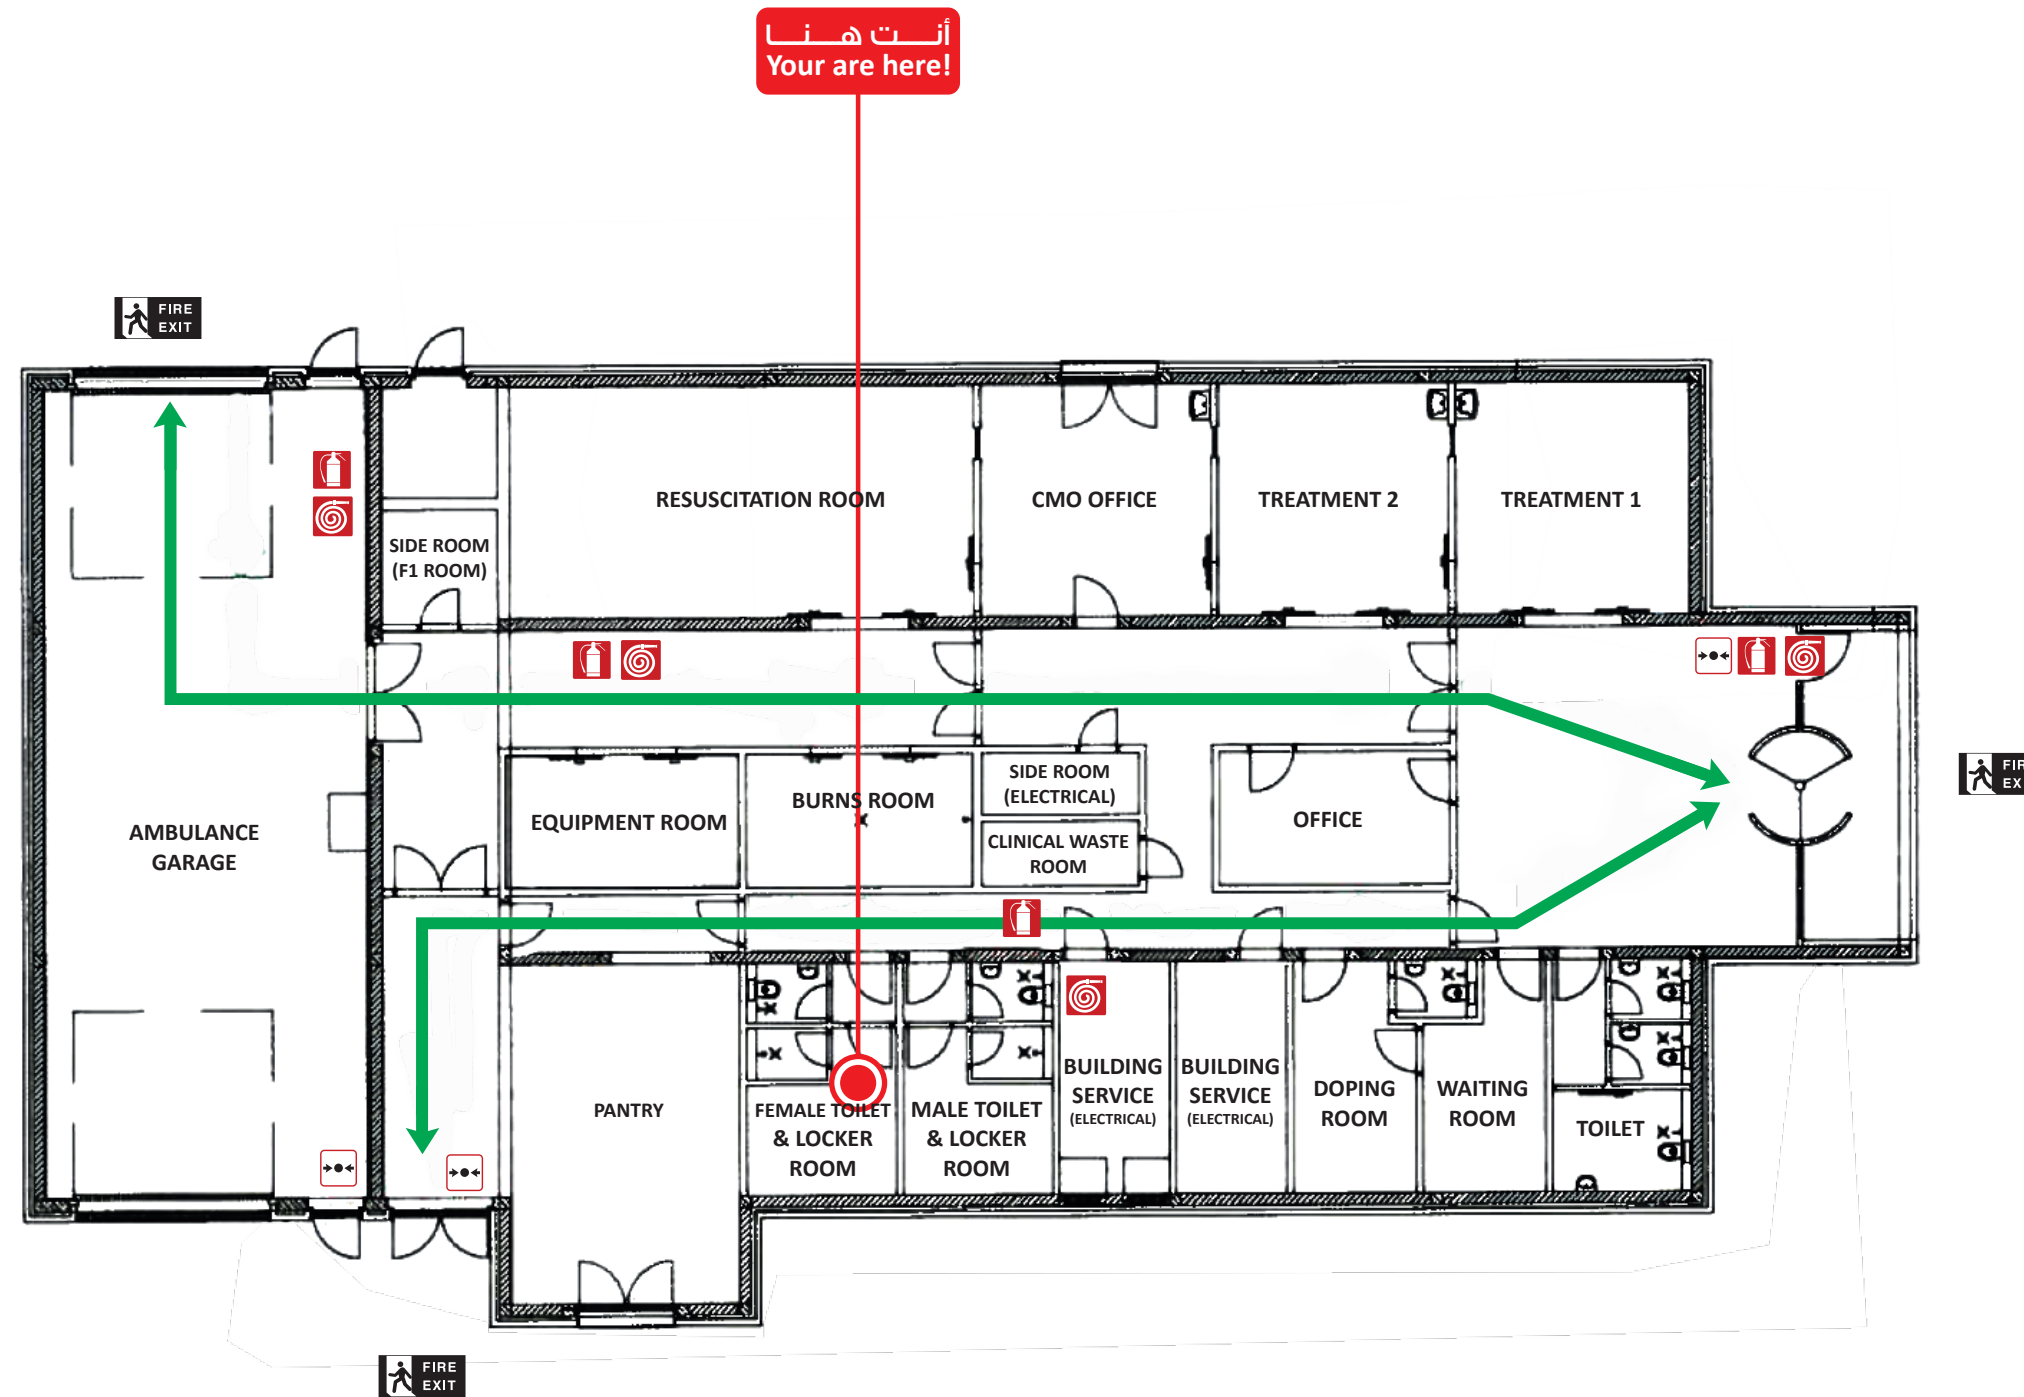 أنت هنا
Your are here!
FIRE
EXIT
RESUSCITATION ROOM
CMO OFFICE
TREATMENT 2
TREATMENT 1
SIDE ROOM
(F1 ROOM)
FIR
EX
SIDE ROOM
(ELECTRICAL)
BURNS ROOM
EQUIPMENT ROOM
OFFICE
AMBULANCE
GARAGE
CLINICAL WASTE
ROOM
PANTRY
FEMALE TOILET
& LOCKER
ROOM
MALE TOILET
& LOCKER
ROOM
BUILDING
SERVICE
(ELECTRICAL)
BUILDING
SERVICE
(ELECTRICAL)
DOPING
ROOM
WAITING
ROOM
TOILET
FIRE
EXIT